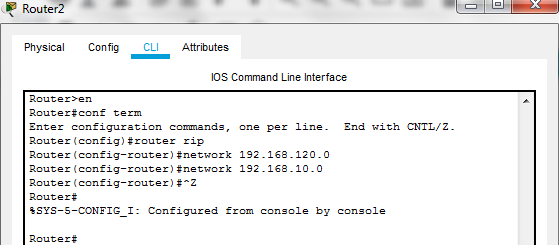 Router2
Physical Config CLI Attributes
IOS Command Line Interface
Router>en
Router#conf term
Enter configuration commands, one per line.  End with CNTL/Z.
Router(config)#router rip
Router(config-router)#network 192.168.120.0
Router(config-router)#network 192.168.10.0
Router(config-router)#^Z
Router#
%SYS-5-CONFIG_I: Configured from console by console
Router#